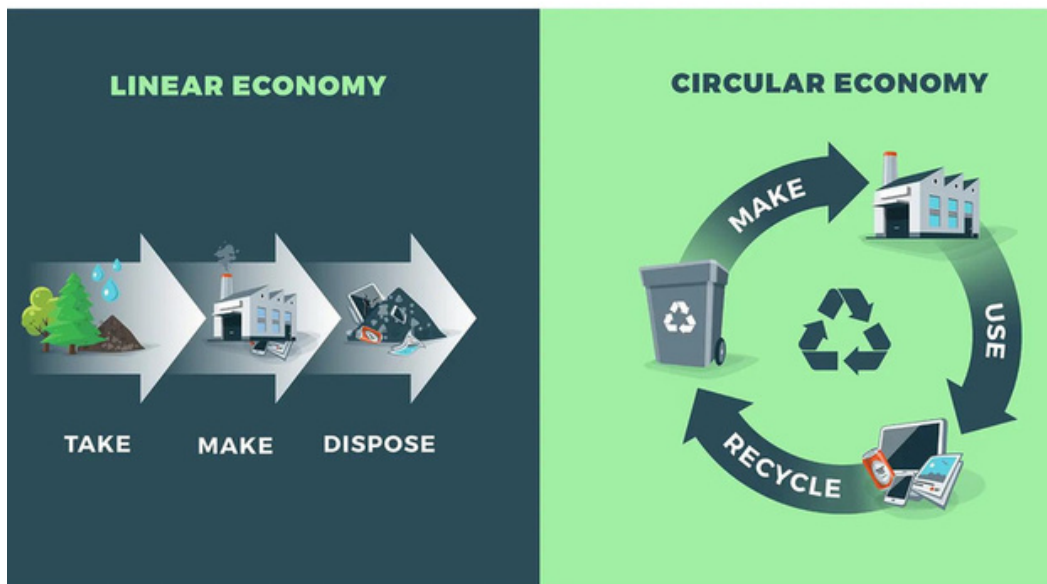 LINEAR ECONOMY
TAKE
MAKE
DISPOSE
CIRCULAR ECONOMY
MAKE
USE
RECYCLE